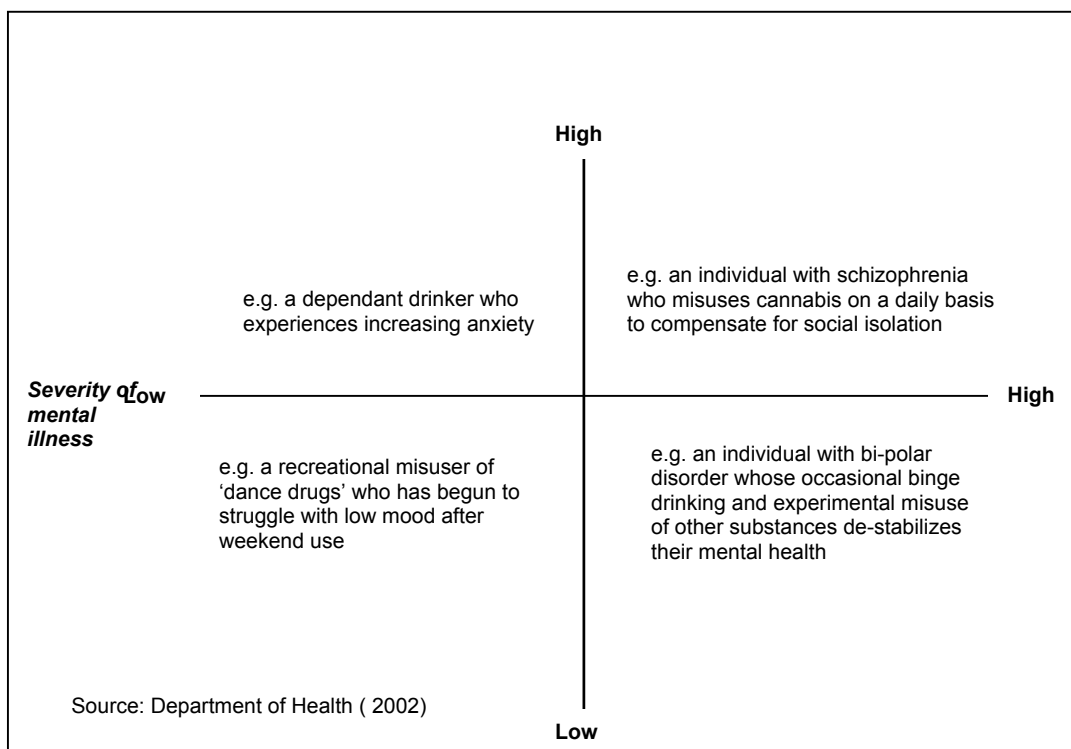 High
e.g. a dependant drinker who
experiences increasing anxiety
e.g. an individual with schizophrenia
who misuses cannabis on a daily basis
to compensate for social isolation
Severity of
mental
illness
Low
High
e.g. a recreational misuser of
‘dance drugs’ who has begun to
struggle with low mood after
weekend use
e.g. an individual with bi-polar
disorder whose occasional binge
drinking and experimental misuse
of other substances de-stabilizes
their mental health
Source: Department of Health ( 2002)
Low